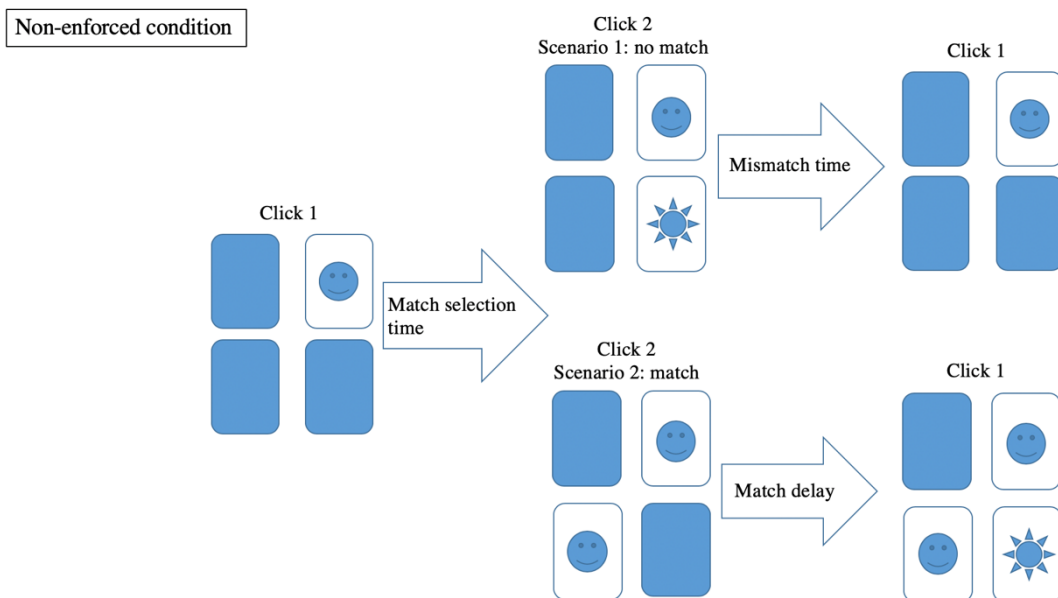 Non-enforced condition
Click 1
Match selection
time
Click 2
Scenario 1: no match
Mismatch time
Click 1
Click 2
Scenario 2: match
Match delay
Click 1